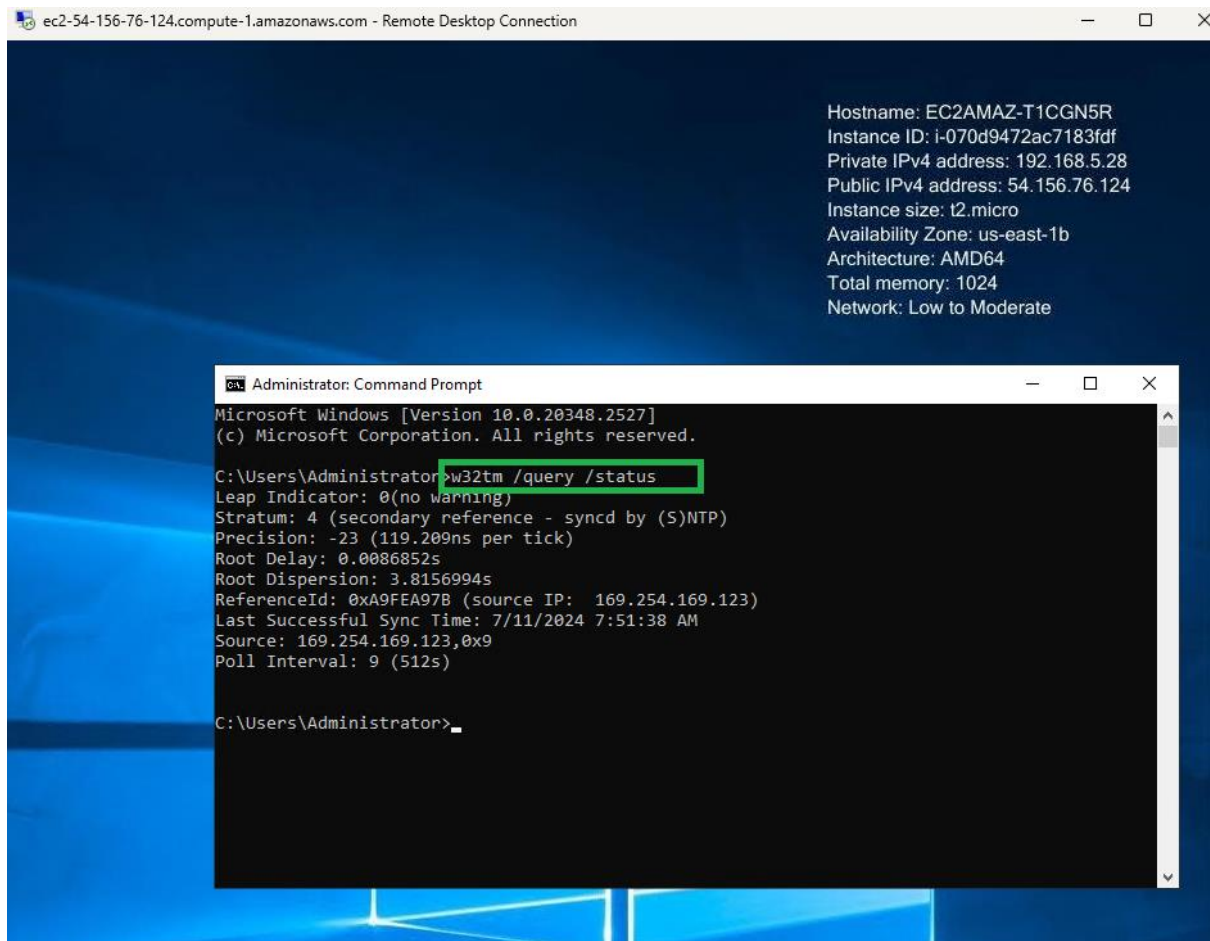 ec2-54-156-76-124.compute-1.amazonaws.com - Remote Desktop Connection
Hostname: EC2AMAZ-T1CGN5R
Instance ID: i-070d9472ac7183fdf
Private IPv4 address: 192.168.5.28
Public IPv4 address: 54.156.76.124
Instance size: t2.micro
Availability Zone: us-east-1b
Architecture: AMD64
Total memory: 1024
Network: Low to Moderate
Administrator: Command Prompt
Microsoft Windows [Version 10.0.20348.2527]
(c) Microsoft Corporation. All rights reserved.
C:\Users\Administrator>w32tm /query /status
Leap Indicator: 0(no warning)
Stratum: 4 (secondary reference - syncd by (S)NTP)
Precision: -23 (119.209ns per tick)
Root Delay: 0.0086852s
Root Dispersion: 3.8156994s
ReferenceId: 0xA9FEA97B (source IP:  169.254.169.123)
Last Successful Sync Time: 7/11/2024 7:51:38 AM
Source: 169.254.169.123,0x9
Poll Interval: 9 (512s)
C:\Users\Administrator>